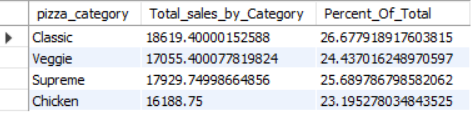 pizza_category Total_sales_by_Category Percent_Of_Total
Classic 18619.40000152588 26.677918917603815
Veggie 17055.400077819824 24.437016248970597
Supreme 17929.74998664856 25.689786798582062
Chicken 16188.75 23.195278034843525